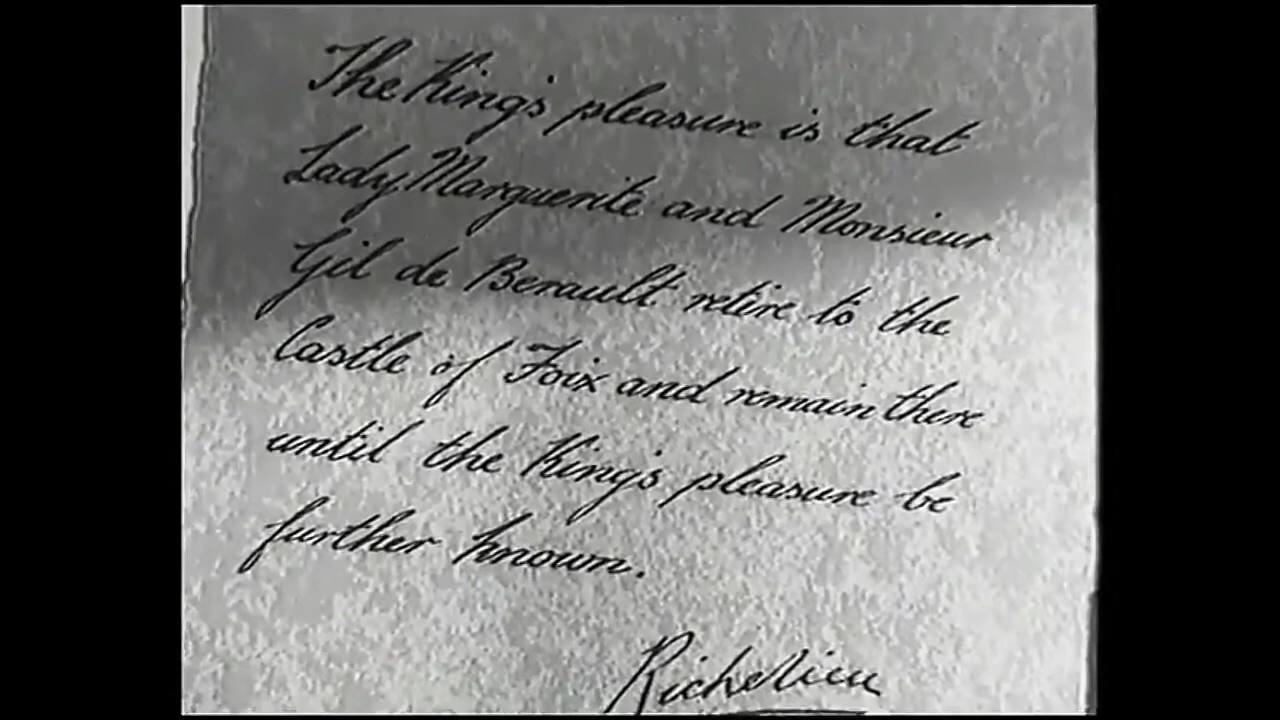 The King's pleasure is that
Lady Marguerite and Monsieur
Gil de Berault retire to the
Castle of Foix and remain there
until the King's pleasure be
further known.
Richelieu